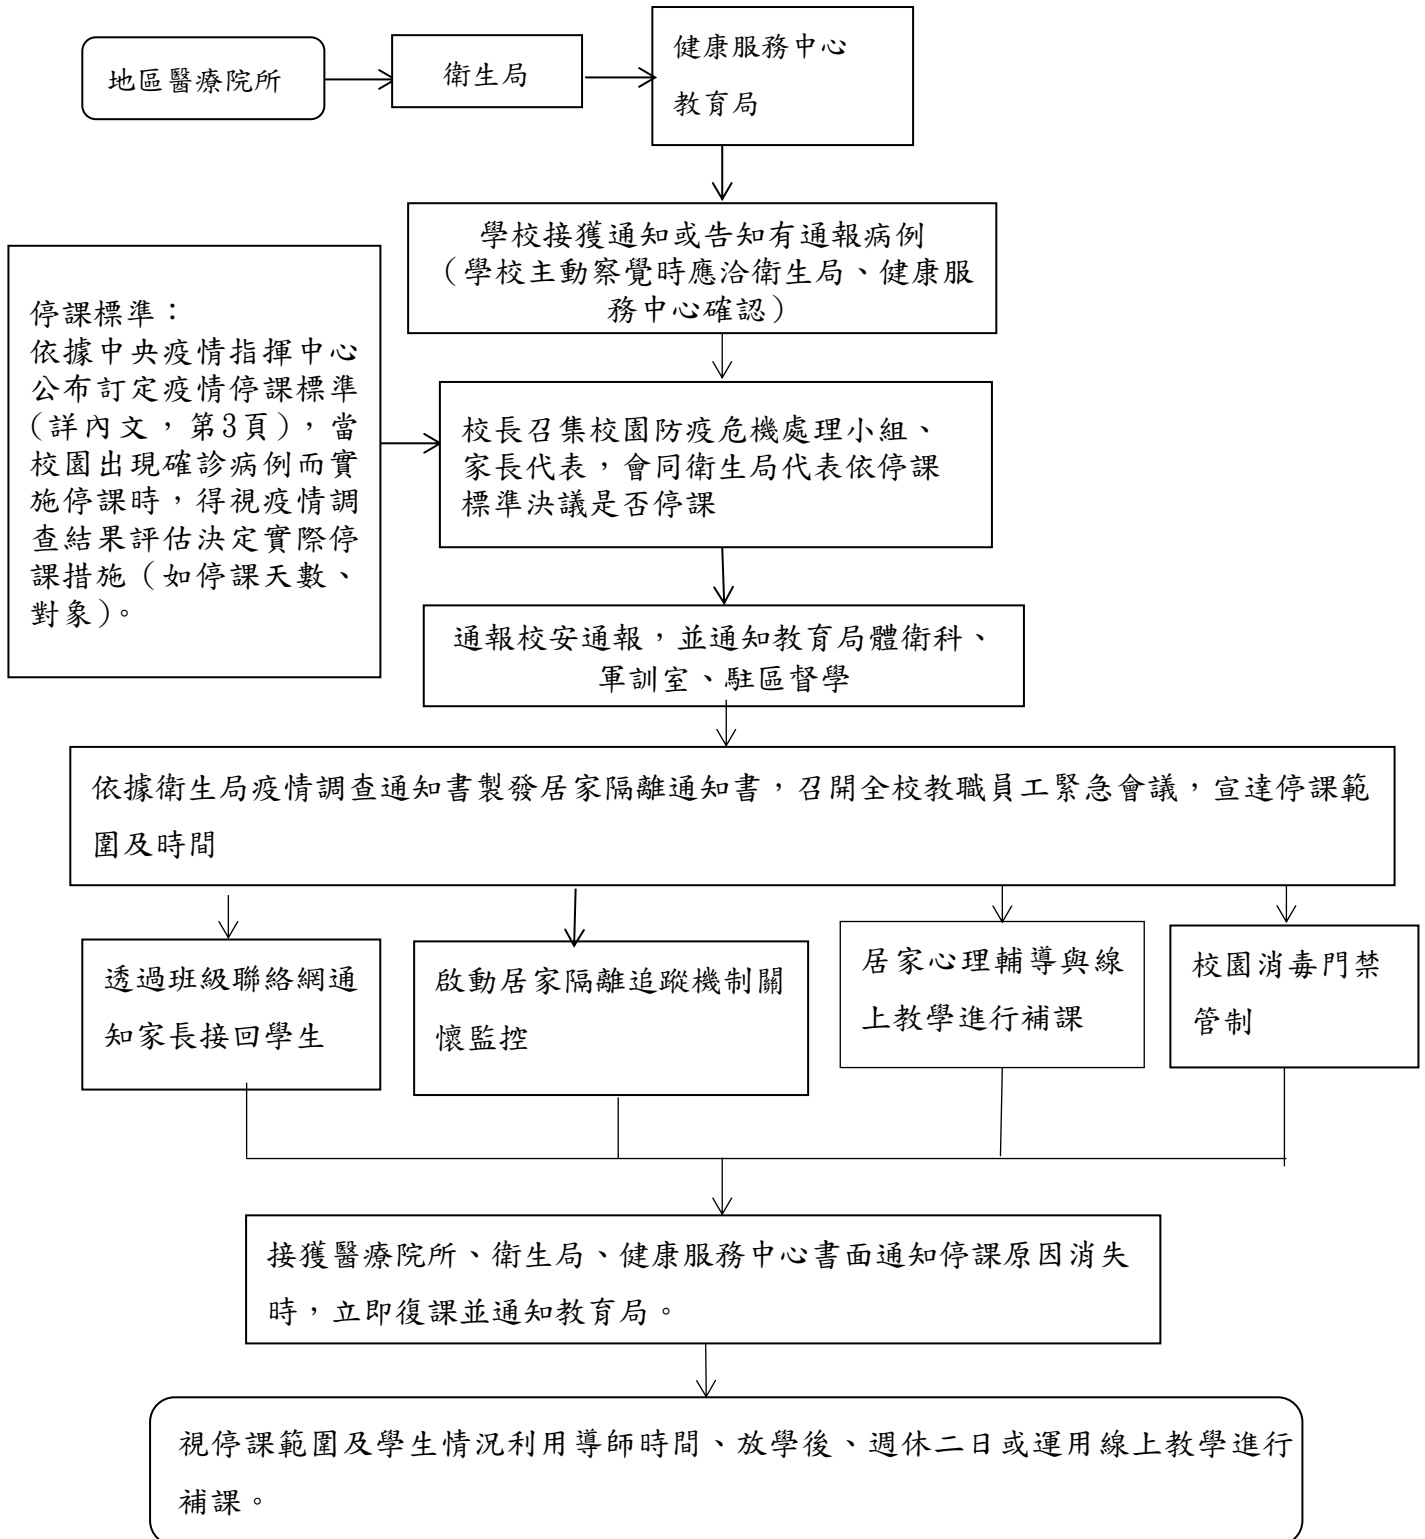 地區醫療院所
衛生局
健康服務中心
教育局
學校接獲通知或告知有通報病例
（學校主動察覺時應洽衛生局、健康服
務中心確認）
停課標準：
依據中央疫情指揮中心
公布訂定疫情停課標準
(詳內文，第3頁)，當
校園出現確診病例而實
施停課時，得視疫情調
查結果評估決定實際停
課措施（如停課天數、
對象）。
校長召集校園防疫危機處理小組、
家長代表，會同衛生局代表依停課
標準決議是否停課
通報校安通報，並通知教育局體衛科、
軍訓室、駐區督學
依據衛生局疫情調查通知書製發居家隔離通知書，召開全校教職員工緊急會議，宣達停課範
圍及時間
透過班級聯絡網通
知家長接回學生
啟動居家隔離追蹤機制關
懷監控
居家心理輔導與線
上教學進行補課
校園消毒門禁
管制
接獲醫療院所、衛生局、健康服務中心書面通知停課原因消失
時，立即復課並通知教育局。
視停課範圍及學生情況利用導師時間、放學後、週休二日或運用線上教學進行
補課。